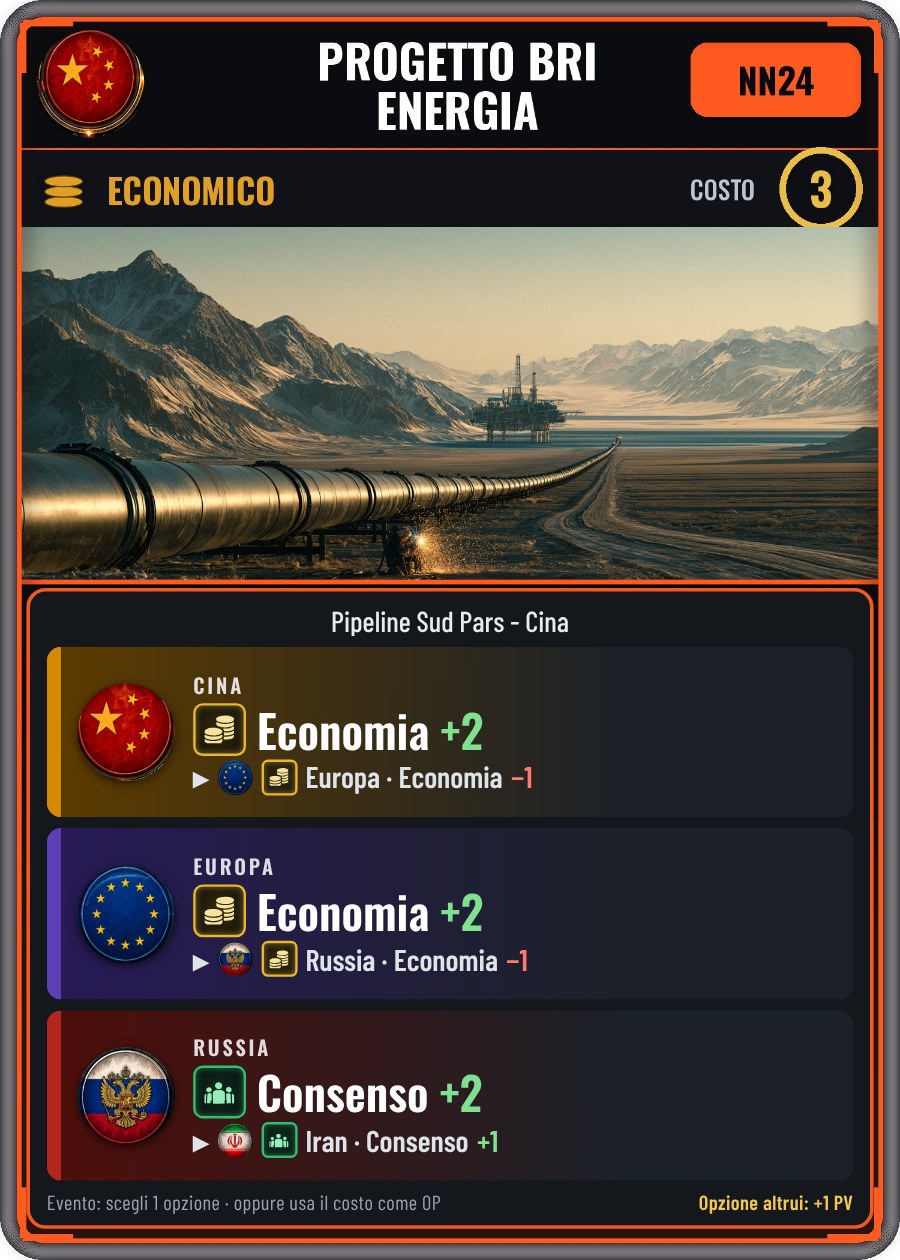 PROGETTO BRI
ENERGIA
NN24
ECONOMICO
COSTO
3
Pipeline Sud Pars - Cina
CINA
Economia +2
▶ Europa · Economia −1
EUROPA
Economia +2
▶ Russia · Economia −1
RUSSIA
Consenso +2
▶ Iran · Consenso +1
Evento: scegli 1 opzione · oppure usa il costo come OP
Opzione altrui: +1 PV